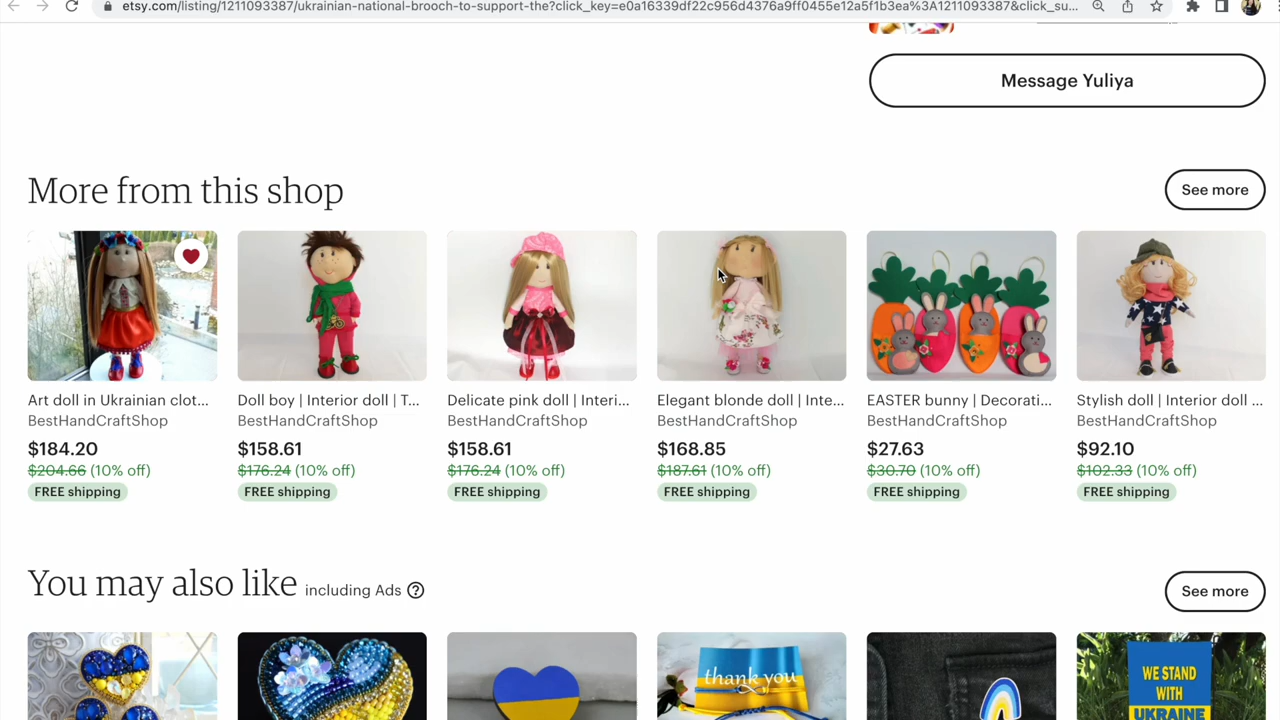 etsy.com/listing/1211093387/ukrainian-national-brooch-to-support-the?click_key=e0a16339df22c956d4376a9ff0455e12a5f1b3ea%3A1211093387&click_su...
Message Yuliya
More from this shop
See more
Art doll in Ukrainian clot...
Doll boy | Interior doll | T...
Delicate pink doll | Interi...
Elegant blonde doll | Inte...
EASTER bunny | Decorati...
Stylish doll | Interior doll ...
BestHandCraftShop
BestHandCraftShop
BestHandCraftShop
BestHandCraftShop
BestHandCraftShop
BestHandCraftShop
$184.20
$158.61
$158.61
$168.85
$27.63
$92.10
$204.66 (10% off)
$176.24 (10% off)
$176.24 (10% off)
$187.61 (10% off)
$30.70 (10% off)
$102.33 (10% off)
FREE shipping
FREE shipping
FREE shipping
FREE shipping
FREE shipping
FREE shipping
You may also like including Ads ?
See more
thank you
WE STAND
WITH
UKRAINE